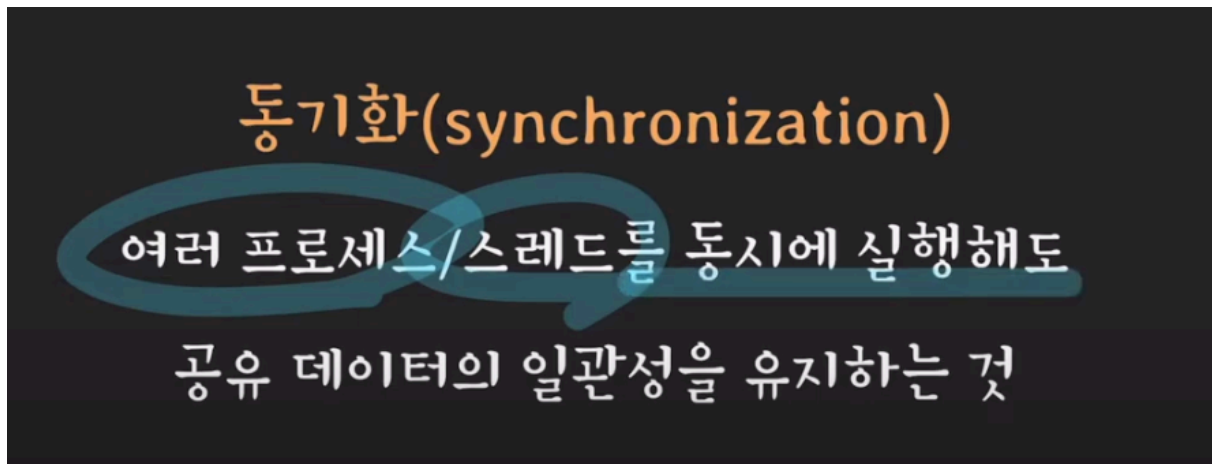 동기화(synchronization)
여러 프로세스/스레드를 동시에 실행해도
공유 데이터의 일관성을 유지하는 것